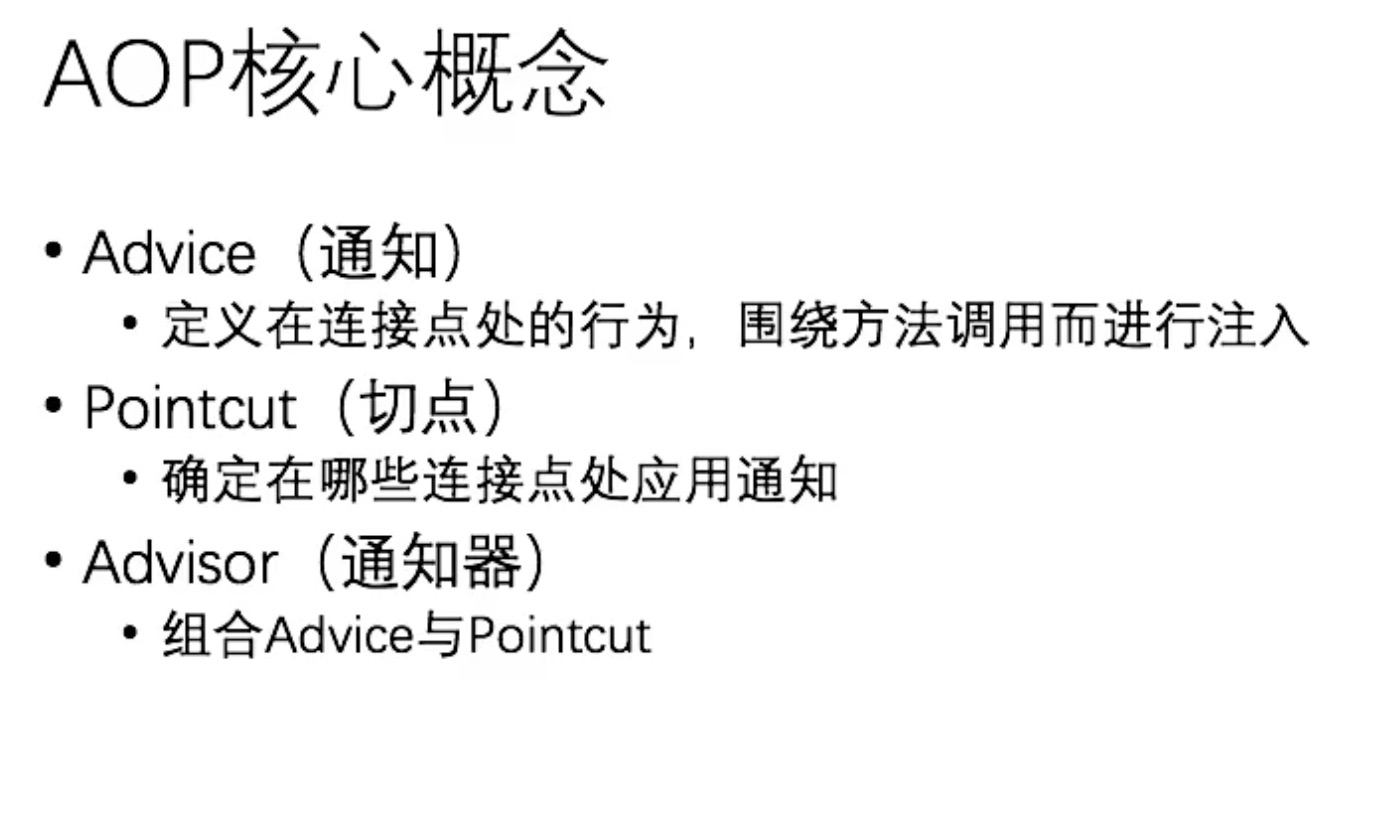 AOP核心概念
• Advice（通知）
• 定义在连接点处的行为，围绕方法调用而进行注入
• Pointcut（切点）
• 确定在哪些连接点处应用通知
• Advisor（通知器）
• 组合Advice与Pointcut